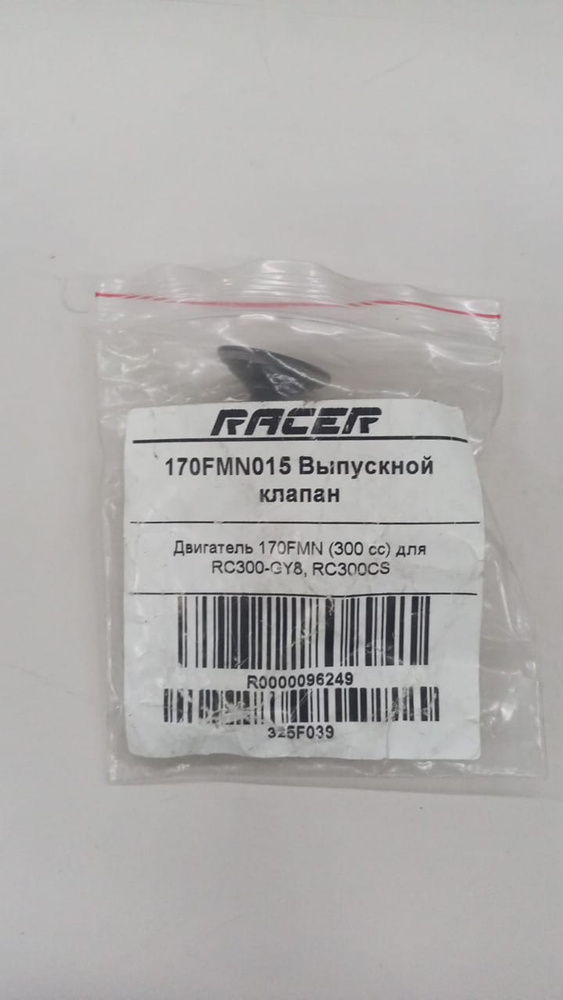 RACER
170FMN015 Выпускной
клапан
Двигатель 170FMN (300 cc) для
RC300-GY8, RC300CS
R0000096249
325F039